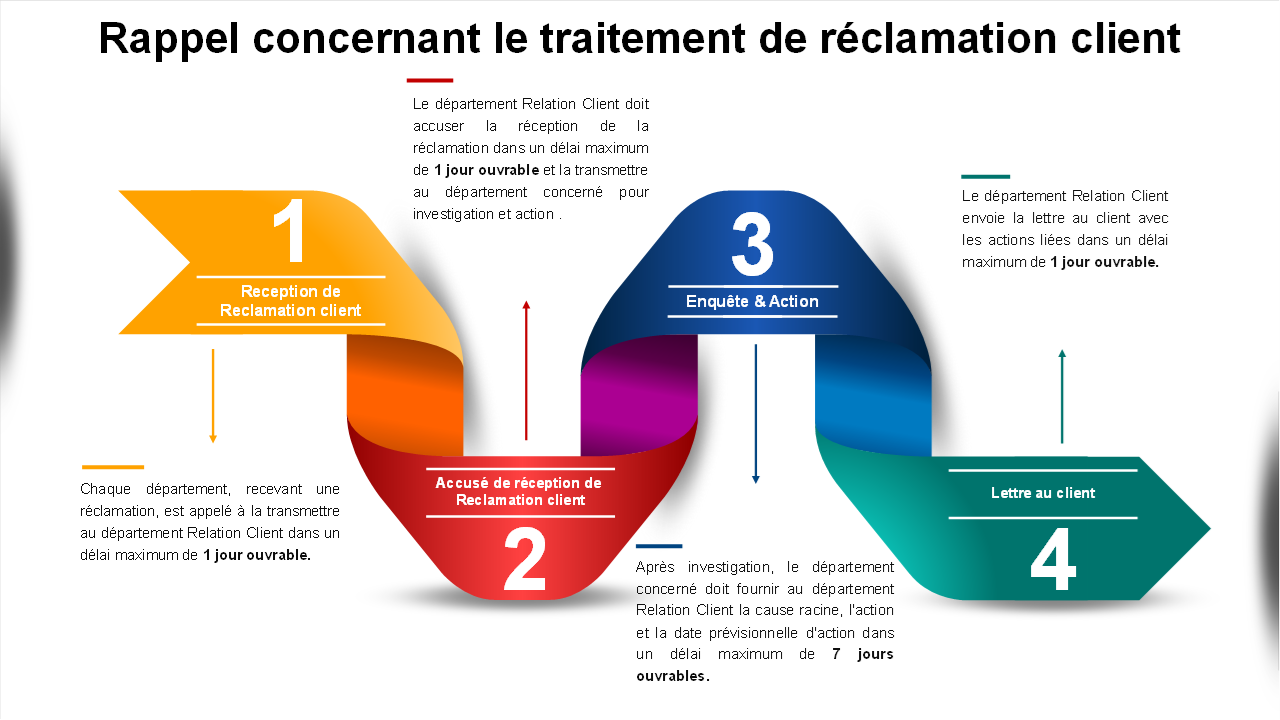 Rappel concernant le traitement de réclamation client
1
Reception de
Reclamation client
Chaque département, recevant une
réclamation, est appelé à la transmettre
au département Relation Client dans un
délai maximum de 1 jour ouvrable.
Le département Relation Client doit
accuser la réception de la
réclamation dans un délai maximum
de 1 jour ouvrable et la transmettre
au département concerné pour
investigation et action .
Accusé de réception de
Reclamation client
2
3
Enquête & Action
Après investigation, le département
concerné doit fournir au département
Relation Client la cause racine, l'action
et la date prévisionnelle d'action dans
un délai maximum de 7 jours
ouvrables.
Le département Relation Client
envoie la lettre au client avec
les actions liées dans un délai
maximum de 1 jour ouvrable.
Lettre au client
4